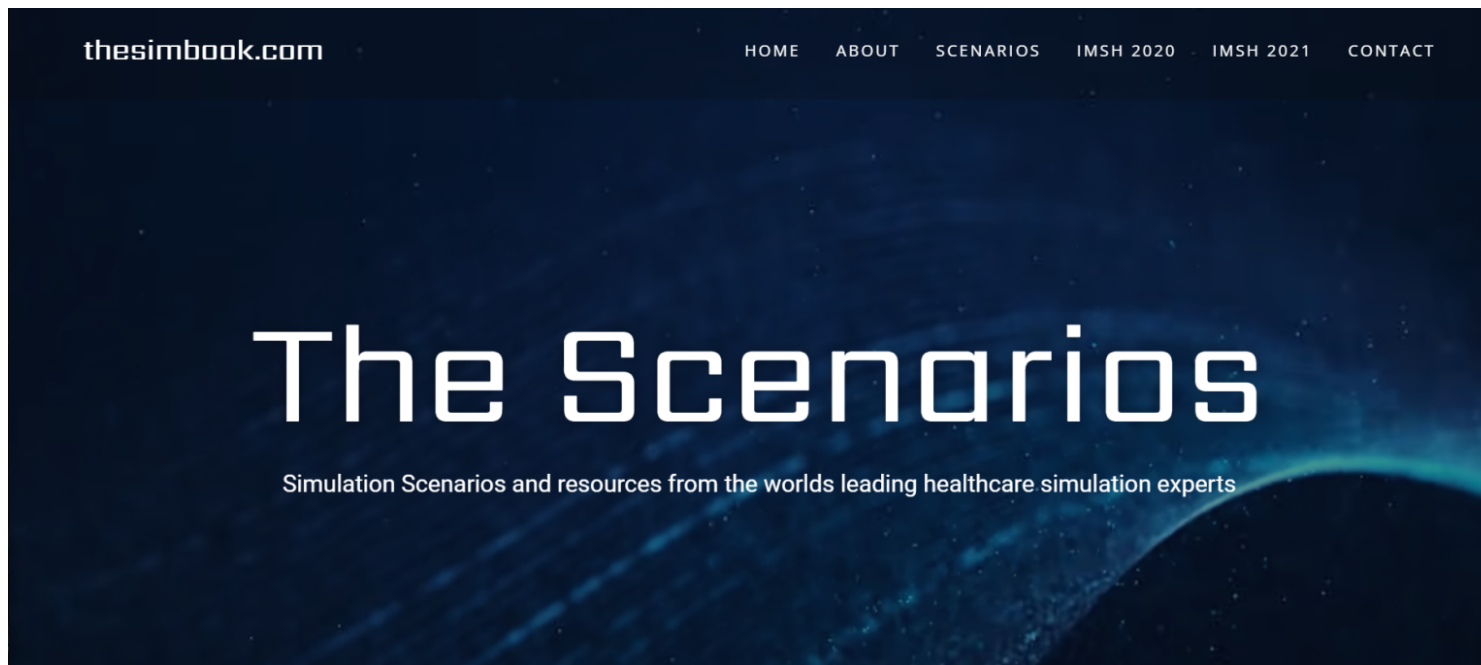 thesimbook.com
HOME ABOUT SCENARIOS IMSH 2020 IMSH 2021 CONTACT
The Scenarios
Simulation Scenarios and resources from the worlds leading healthcare simulation experts